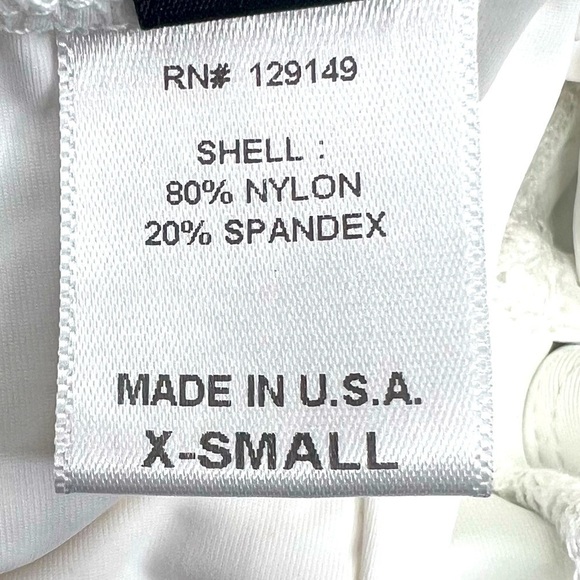 RN# 129149
SHELL :
80% NYLON
20% SPANDEX
MADE IN U.S.A.
X-SMALL